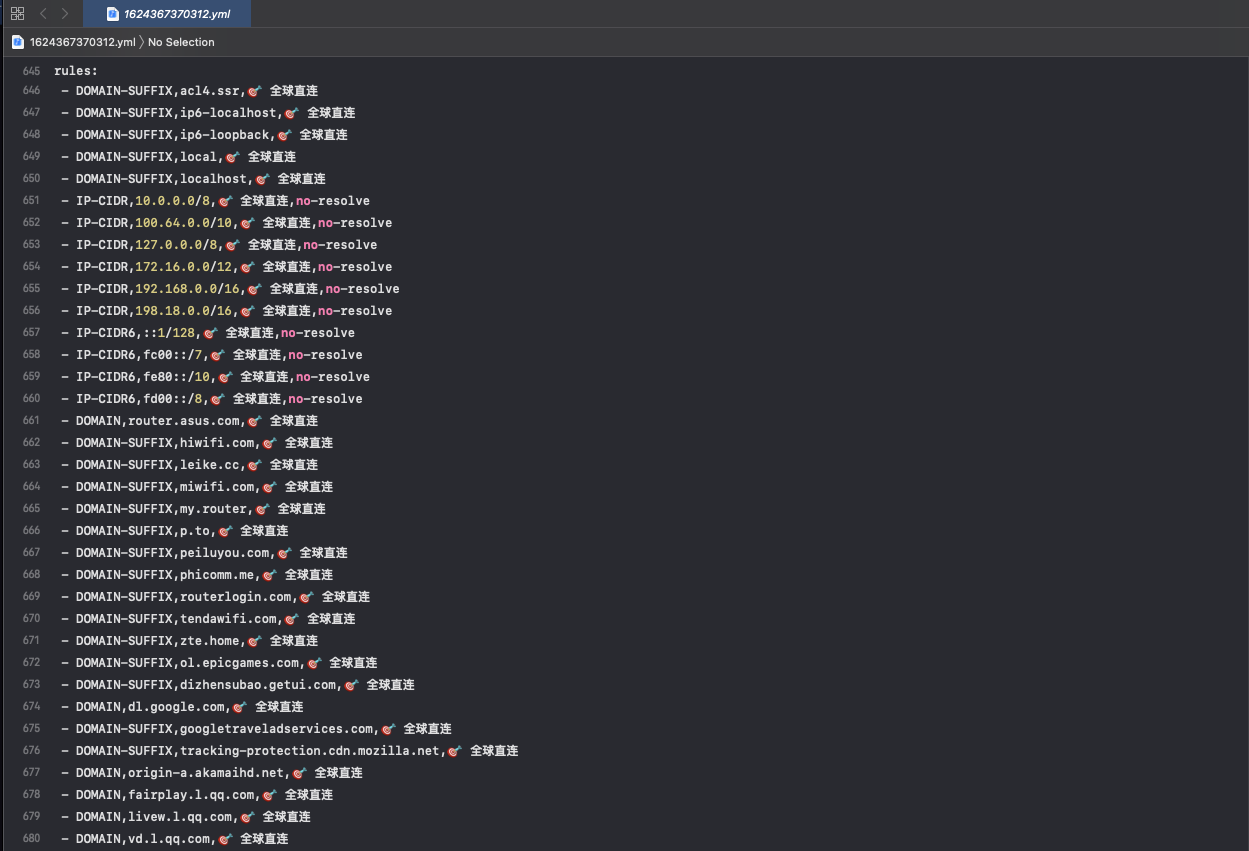 1624367370312.yml
1624367370312.yml 〉 No Selection
645 rules:
646 - DOMAIN-SUFFIX,acl4.ssr,🎯 全球直连
647 - DOMAIN-SUFFIX,ip6-localhost,🎯 全球直连
648 - DOMAIN-SUFFIX,ip6-loopback,🎯 全球直连
649 - DOMAIN-SUFFIX,local,🎯 全球直连
650 - DOMAIN-SUFFIX,localhost,🎯 全球直连
651 - IP-CIDR,10.0.0.0/8,🎯 全球直连,no-resolve
652 - IP-CIDR,100.64.0.0/10,🎯 全球直连,no-resolve
653 - IP-CIDR,127.0.0.0/8,🎯 全球直连,no-resolve
654 - IP-CIDR,172.16.0.0/12,🎯 全球直连,no-resolve
655 - IP-CIDR,192.168.0.0/16,🎯 全球直连,no-resolve
656 - IP-CIDR,198.18.0.0/16,🎯 全球直连,no-resolve
657 - IP-CIDR6,::1/128,🎯 全球直连,no-resolve
658 - IP-CIDR6,fc00::/7,🎯 全球直连,no-resolve
659 - IP-CIDR6,fe80::/10,🎯 全球直连,no-resolve
660 - IP-CIDR6,fd00::/8,🎯 全球直连,no-resolve
661 - DOMAIN,router.asus.com,🎯 全球直连
662 - DOMAIN-SUFFIX,hiwifi.com,🎯 全球直连
663 - DOMAIN-SUFFIX,leike.cc,🎯 全球直连
664 - DOMAIN-SUFFIX,miwifi.com,🎯 全球直连
665 - DOMAIN-SUFFIX,my.router,🎯 全球直连
666 - DOMAIN-SUFFIX,p.to,🎯 全球直连
667 - DOMAIN-SUFFIX,peiluyou.com,🎯 全球直连
668 - DOMAIN-SUFFIX,phicomm.me,🎯 全球直连
669 - DOMAIN-SUFFIX,routerlogin.com,🎯 全球直连
670 - DOMAIN-SUFFIX,tendawifi.com,🎯 全球直连
671 - DOMAIN-SUFFIX,zte.home,🎯 全球直连
672 - DOMAIN-SUFFIX,ol.epicgames.com,🎯 全球直连
673 - DOMAIN-SUFFIX,dizhensubao.getui.com,🎯 全球直连
674 - DOMAIN,dl.google.com,🎯 全球直连
675 - DOMAIN-SUFFIX,googletraveladservices.com,🎯 全球直连
676 - DOMAIN-SUFFIX,tracking-protection.cdn.mozilla.net,🎯 全球直连
677 - DOMAIN,origin-a.akamaihd.net,🎯 全球直连
678 - DOMAIN,fairplay.l.qq.com,🎯 全球直连
679 - DOMAIN,livew.l.qq.com,🎯 全球直连
680 - DOMAIN,vd.l.qq.com,🎯 全球直连